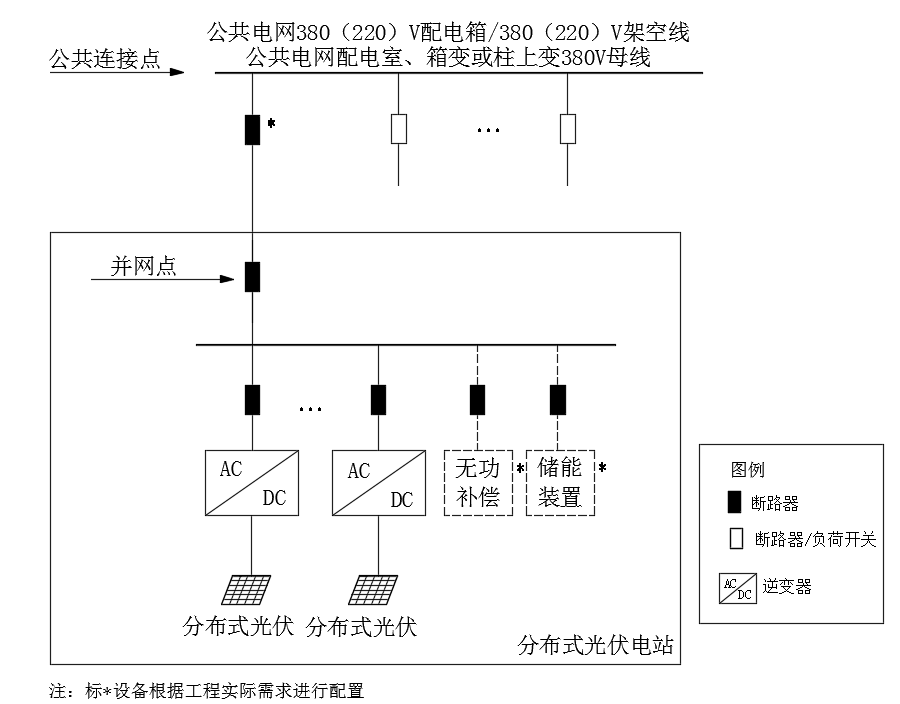 公共电网380（220）V配电箱/380（220）V架空线
公共连接点
公共电网配电室、箱变或柱上变380V母线
*
...
并网点
...
AC
DC
AC
DC
无功
补偿
*
储能
装置
*
分布式光伏
分布式光伏
分布式光伏电站
图例
断路器
断路器/负荷开关
AC
DC
逆变器
注：标*设备根据工程实际需求进行配置